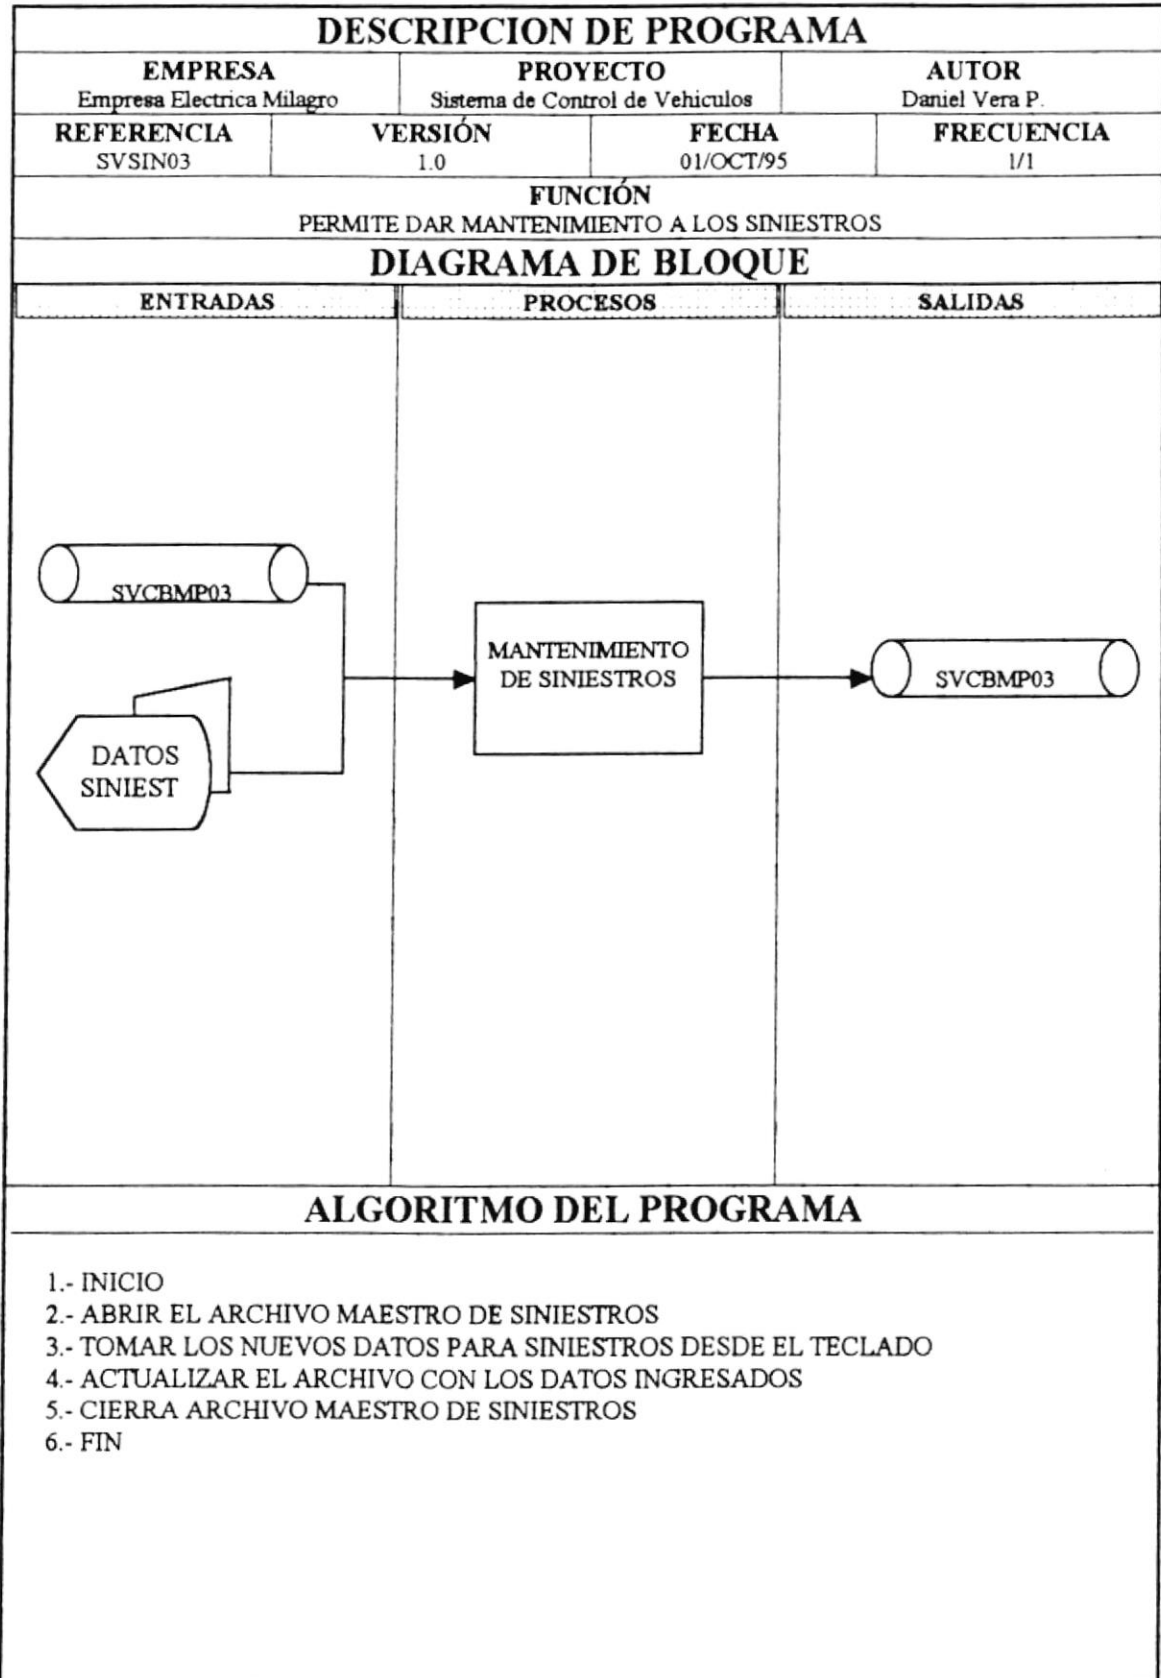 DESCRIPCION DE PROGRAMA
EMPRESA PROYECTO AUTOR
Empresa Electrica Milagro Sistema de Control de Vehiculos Daniel Vera P.
REFERENCIA VERSIÓN FECHA FRECUENCIA
SVSIN03 1.0 01/OCT/95 1/1
FUNCIÓN
PERMITE DAR MANTENIMIENTO A LOS SINIESTROS
DIAGRAMA DE BLOQUE
ENTRADAS PROCESOS SALIDAS
SVCBMP03
MANTENIMIENTO
DE SINIESTROS
SVCBMP03
DATOS
SINIEST
ALGORITMO DEL PROGRAMA
1.- INICIO
2.- ABRIR EL ARCHIVO MAESTRO DE SINIESTROS
3.- TOMAR LOS NUEVOS DATOS PARA SINIESTROS DESDE EL TECLADO
4.- ACTUALIZAR EL ARCHIVO CON LOS DATOS INGRESADOS
5.- CIERRA ARCHIVO MAESTRO DE SINIESTROS
6.- FIN